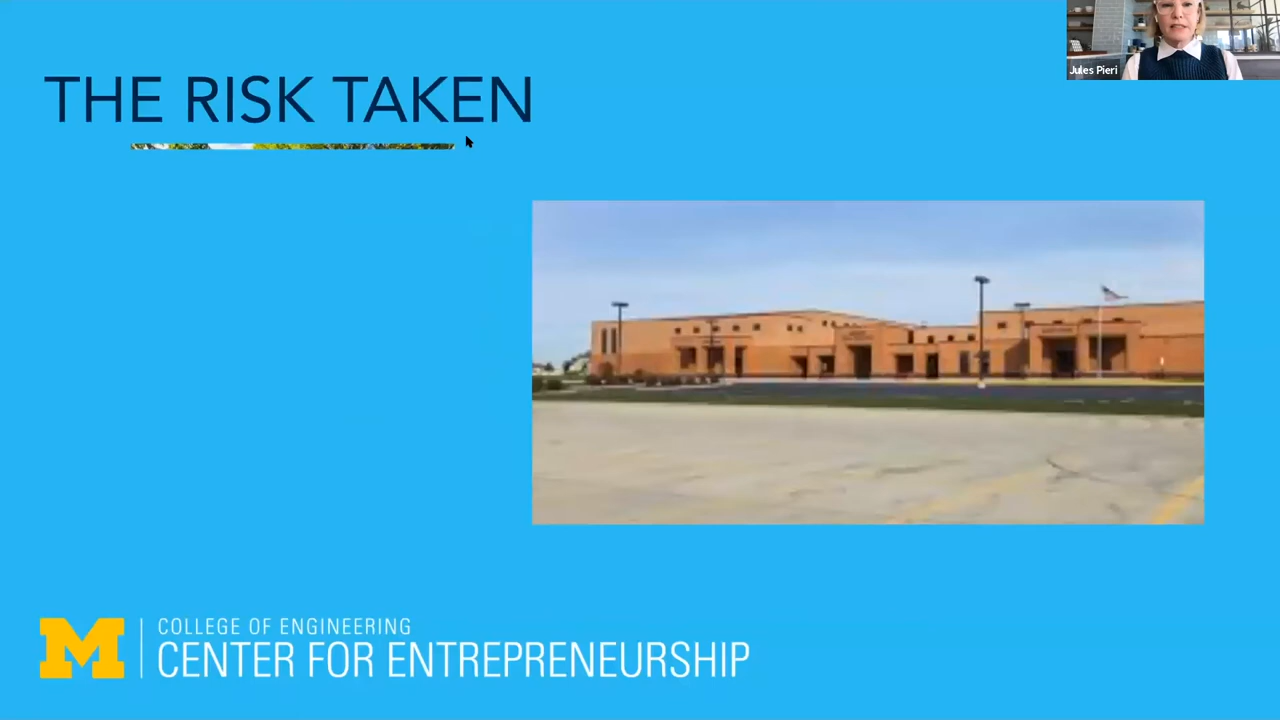 THE RISK TAKEN
Jules Pieri
M
COLLEGE OF ENGINEERING
CENTER FOR ENTREPRENEURSHIP